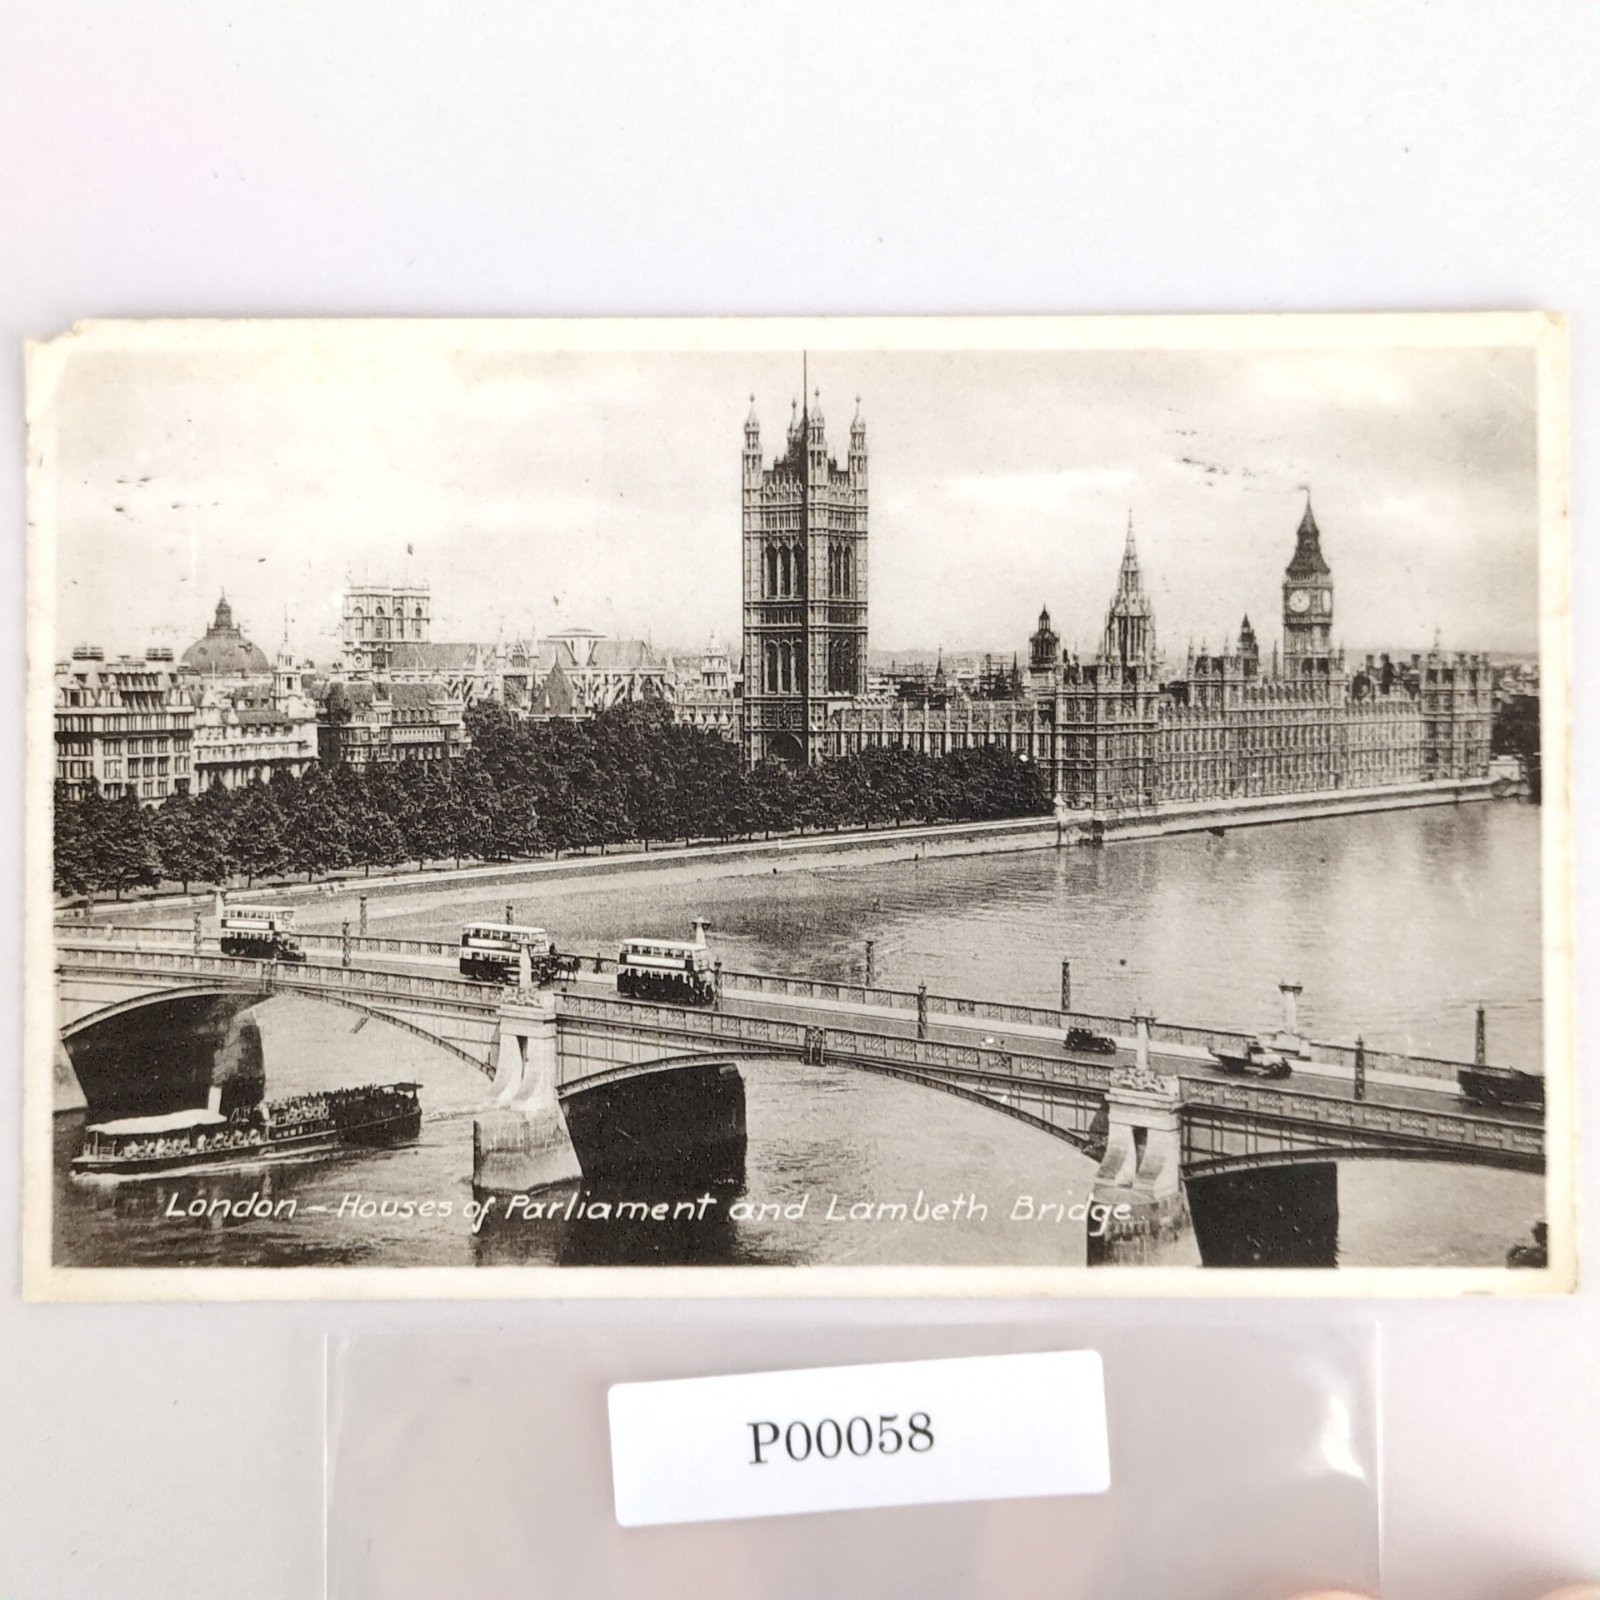 London – Houses of Parliament and Lambeth Bridge.
P00058